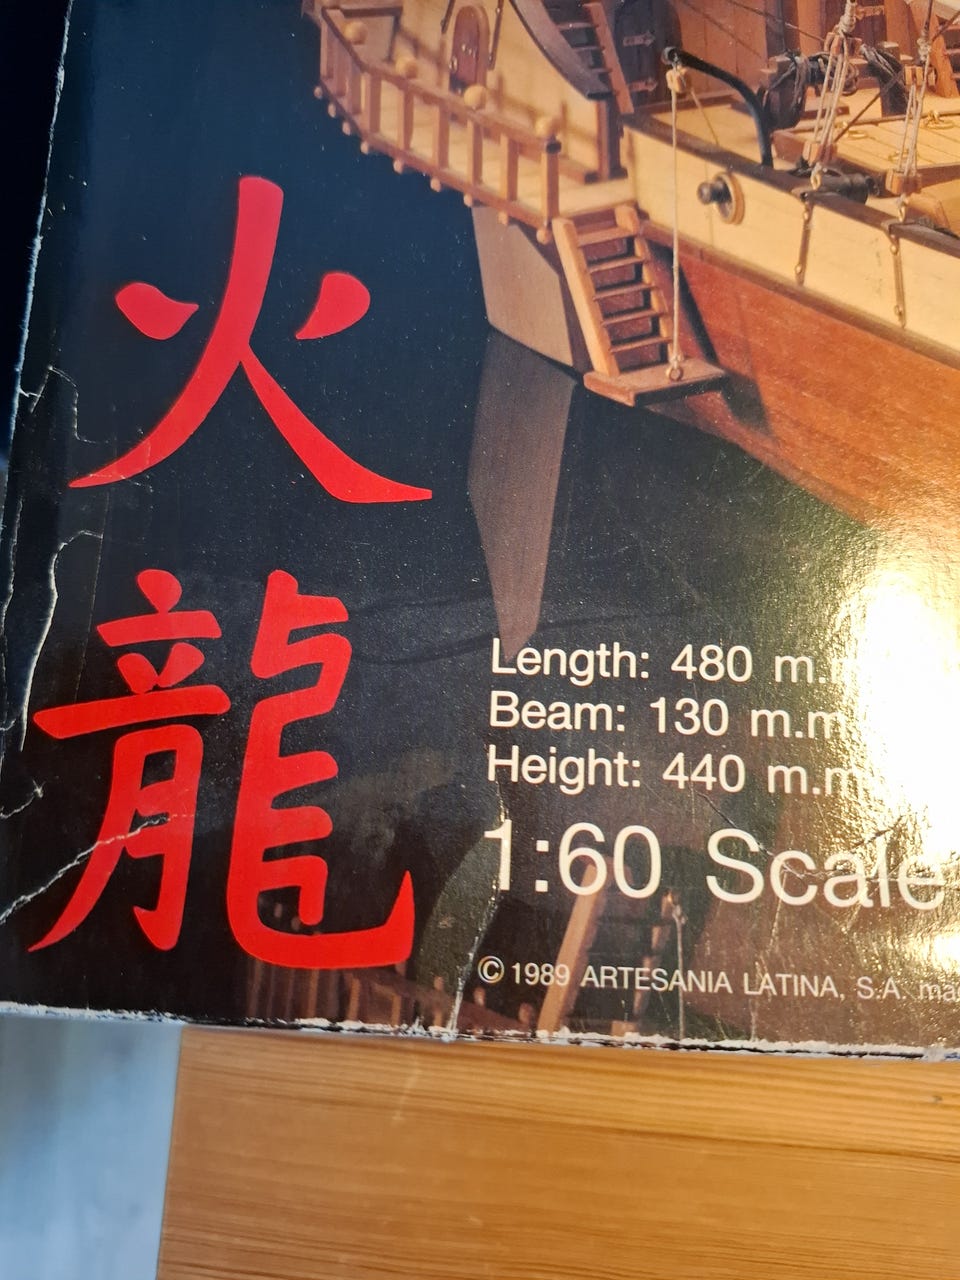 火龍
Length: 480 m.
Beam: 130 m.m
Height: 440 m.m
1:60 Scale
© 1989 ARTESANIA LATINA, S.A.